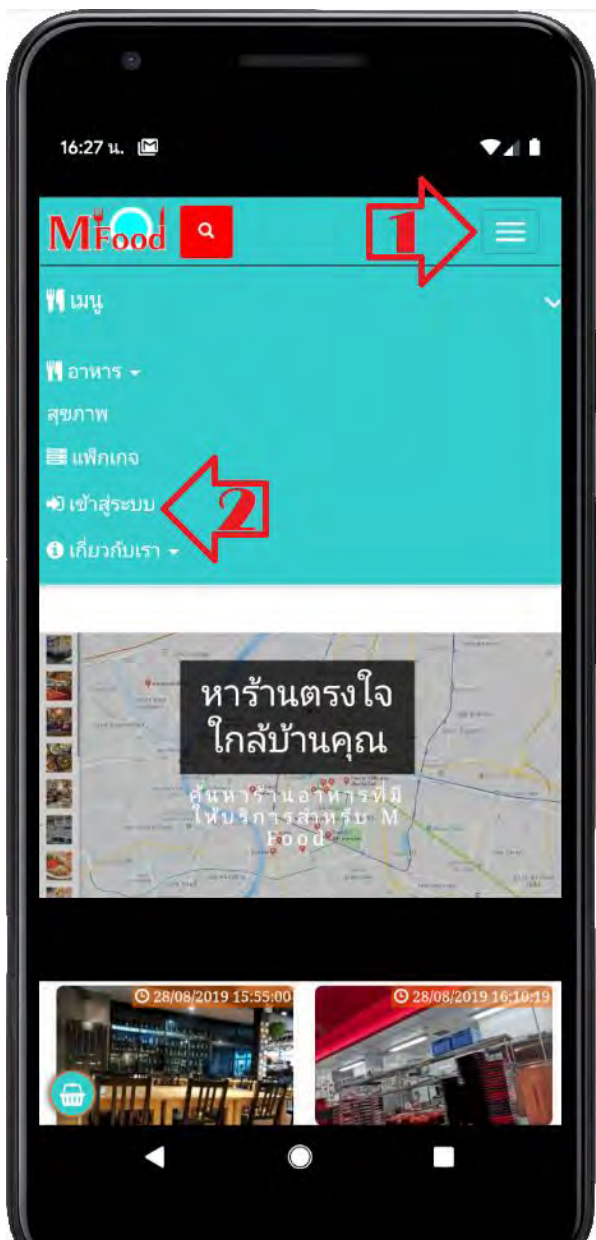 16:27 น.
MFood
1
เมนู
อาหาร
สุขภาพ
แพ็กเกจ
เข้าสู่ระบบ
2
เกี่ยวกับเรา
หาร้านตรงใจ
ใกล้บ้านคุณ
ค้นหาร้านอาหารที่มี
ให้บริการสำหรับ M
Food
28/08/2019 15:55:00
28/08/2019 16:10:19